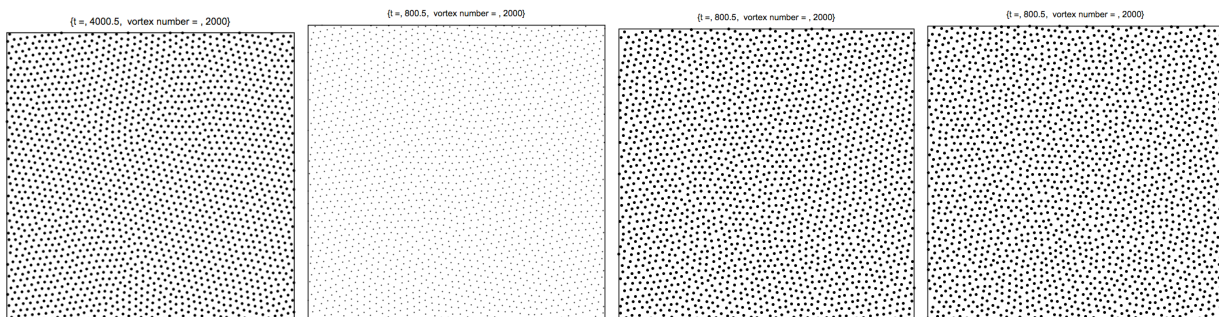 {t =, 4000.5, vortex number = , 2000}
{t =, 800.5, vortex number = , 2000}
{t =, 800.5, vortex number = , 2000}
{t =, 800.5, vortex number = , 2000}